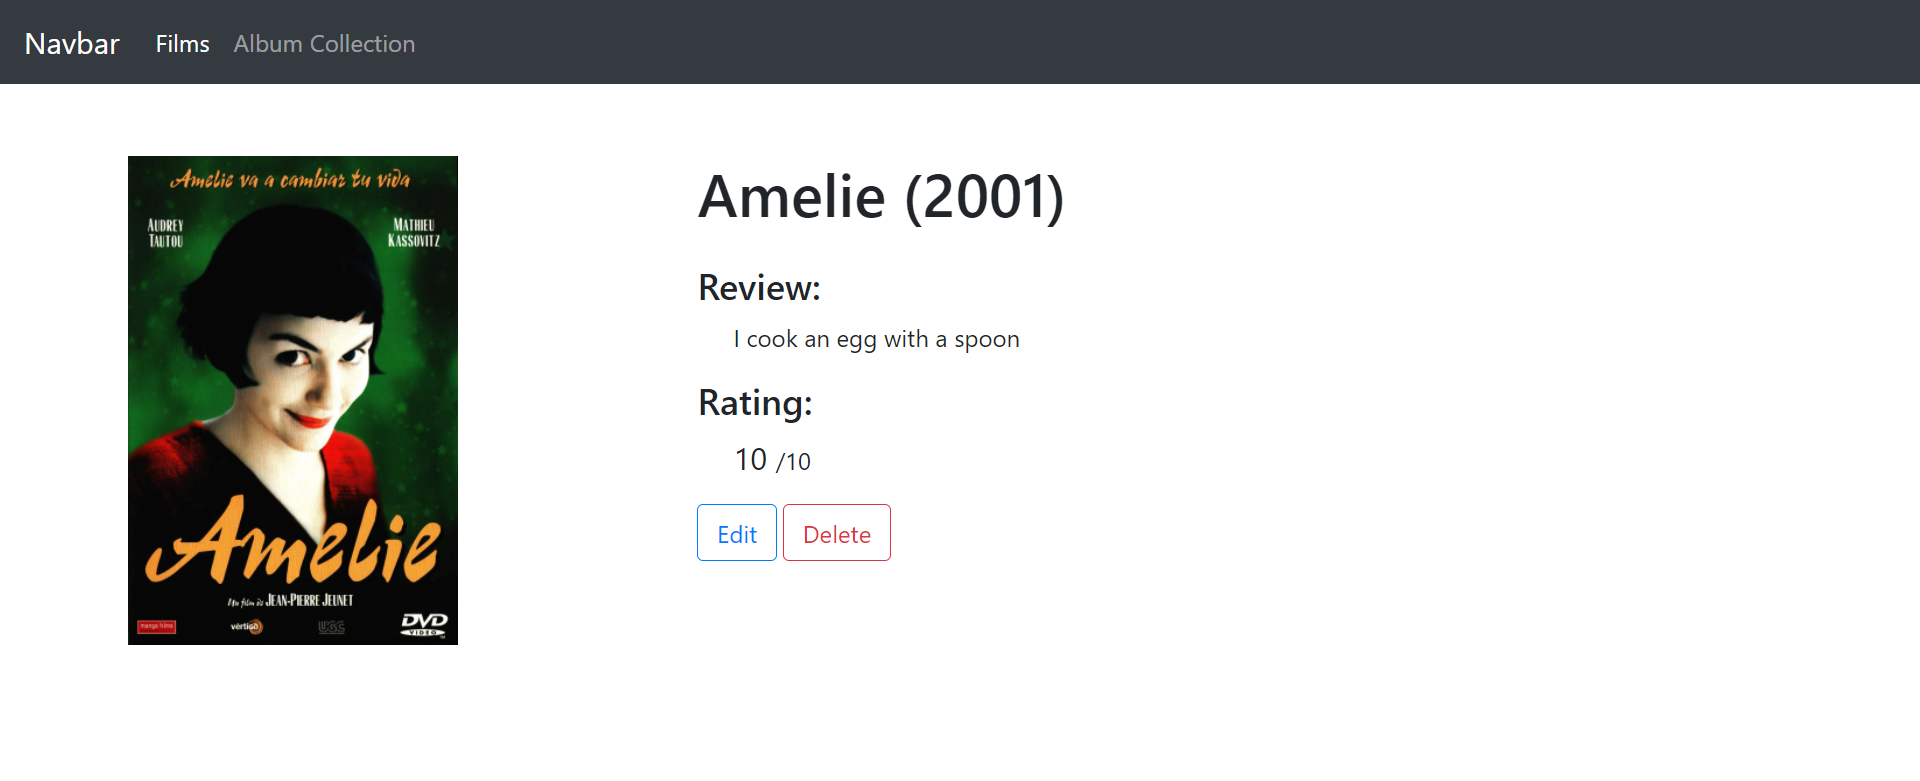 Navbar Films Album Collection
Amelie va a cambiar tu vida
AUDREY
TAUTOU
MATHIEU
KASSOVITZ
Amelie
Un film de JEAN-PIERRE JEUNET
manga films vértigo UGC DVD
VIDEO
Amelie (2001)
Review:
I cook an egg with a spoon
Rating:
10 /10
Edit Delete